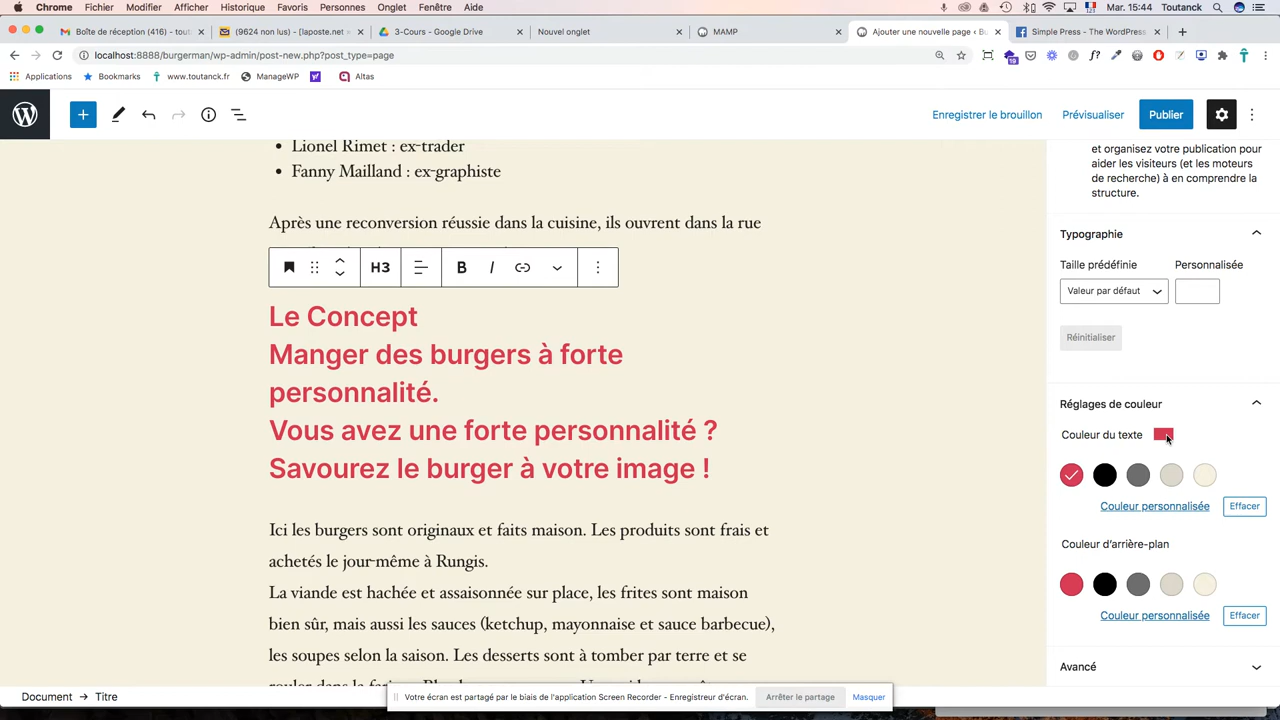 Chrome Fichier Modifier Afficher Historique Favoris Personnes Onglet Fenêtre Aide Mar. 15:44 Toutanck
Boîte de réception (416) - tout (9624 non lus) - [laposte.net 3-Cours - Google Drive Nouvel onglet MAMP Ajouter une nouvelle page ‹ Bu Simple Press - The WordPress
localhost:8888/burgerman/wp-admin/post-new.php?post_type=page
19
Applications Bookmarks www.toutanck.fr ManageWP Altas
Enregistrer le brouillon Prévisualiser Publier
Lionel Rimet : ex-trader
Fanny Mailland : ex-graphiste
Après une reconversion réussie dans la cuisine, ils ouvrent dans la rue
H3 B I
Le Concept
Manger des burgers à forte
personnalité.
Vous avez une forte personnalité ?
Savourez le burger à votre image !
Ici les burgers sont originaux et faits maison. Les produits sont frais et
achetés le jour-même à Rungis.
La viande est hachée et assaisonnée sur place, les frites sont maison
bien sûr, mais aussi les sauces (ketchup, mayonnaise et sauce barbecue),
les soupes selon la saison. Les desserts sont à tomber par terre et se
et organisez votre publication pour
aider les visiteurs (et les moteurs
de recherche) à en comprendre la
structure.
Typographie
Taille prédéfinie Personnalisée
Valeur par défaut
Réinitialiser
Réglages de couleur
Couleur du texte
Couleur personnalisée Effacer
Couleur d'arrière-plan
Couleur personnalisée Effacer
Avancé
Document → Titre
Votre écran est partagé par le biais de l'application Screen Recorder - Enregistreur d'écran. Arrêter le partage Masquer